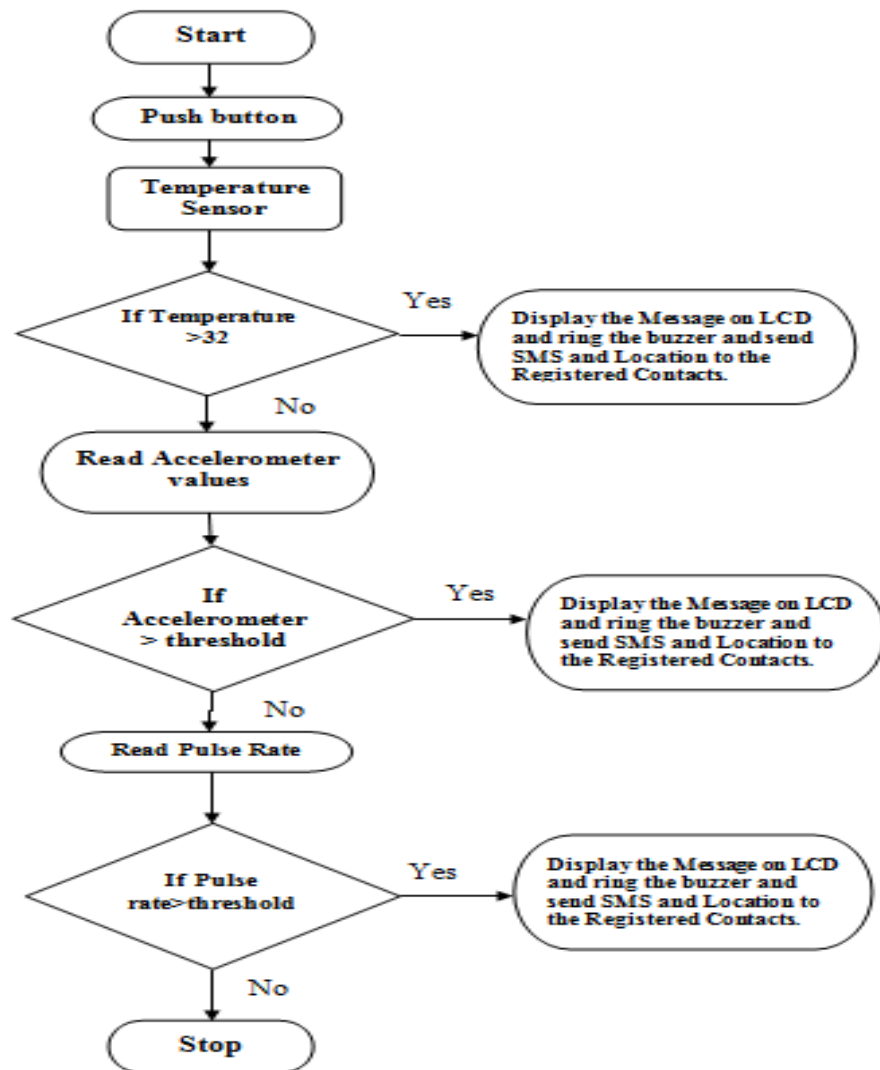 Start
Push button
Temperature
Sensor
If Temperature
>32
Yes
Display the Message on LCD
and ring the buzzer and send
SMS and Location to the
Registered Contacts.
No
Read Accelerometer
values
If
Accelerometer
> threshold
Yes
Display the Message on LCD
and ring the buzzer and
send SMS and Location to
the Registered Contacts.
No
Read Pulse Rate
If Pulse
rate>threshold
Yes
Display the Message on LCD
and ring the buzzer and
send SMS and Location to
the Registered Contacts.
No
Stop